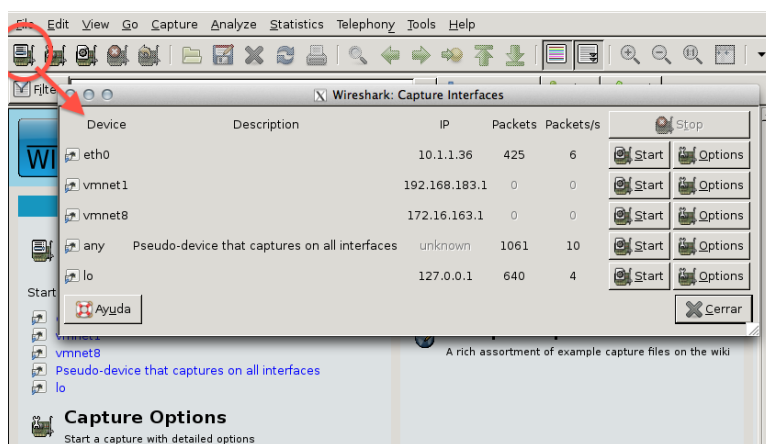 File Edit View Go Capture Analyze Statistics Telephony Tools Help
Filte
Wireshark: Capture Interfaces
Device Description IP Packets Packets/s Stop
eth0 10.1.1.36 425 6 Start Options
vmnet1 192.168.183.1 0 0 Start Options
vmnet8 172.16.163.1 0 0 Start Options
any Pseudo-device that captures on all interfaces unknown 1061 10 Start Options
lo 127.0.0.1 640 4 Start Options
Ayuda Cerrar
WI
Start
vmnet1
vmnet8
Pseudo-device that captures on all interfaces
lo
A rich assortment of example capture files on the wiki
Capture Options
Start a capture with detailed options